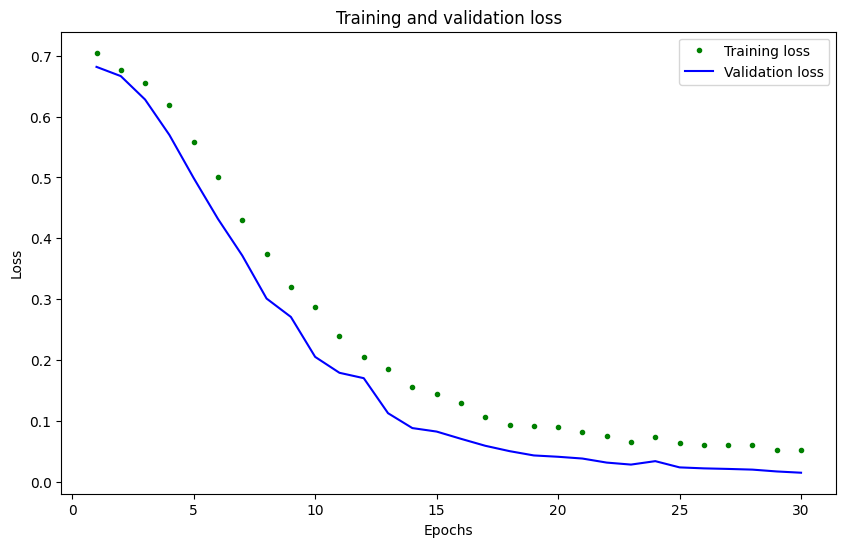 Training and validation loss
Training loss
Validation loss
0.7
0.6
0.5
0.4
0.3
0.2
0.1
0.0
Loss
0 5 10 15 20 25 30
Epochs